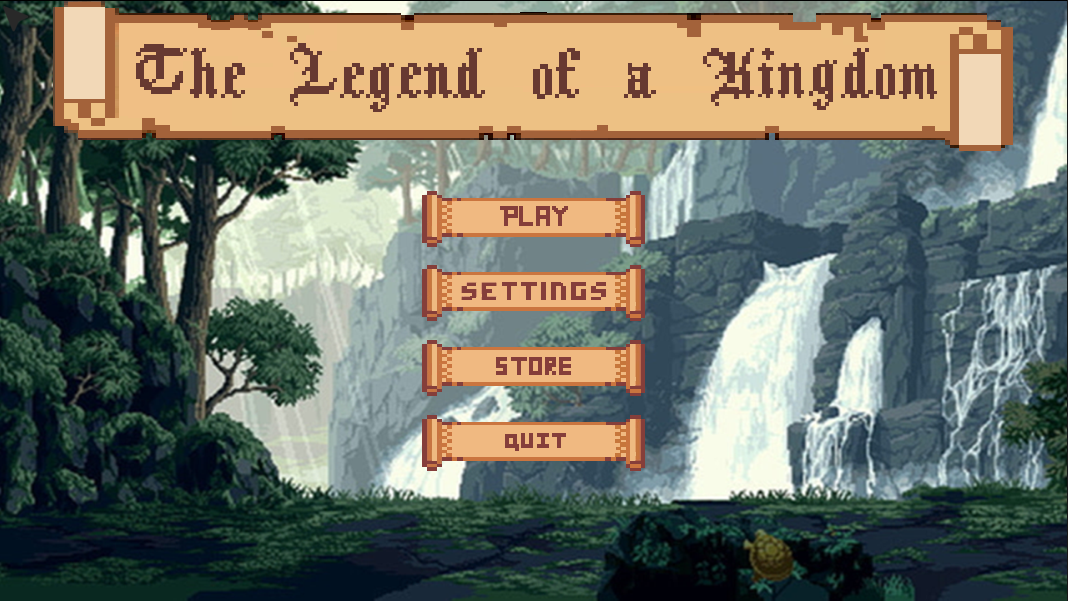 The Legend of a Kingdom
PLAY
SETTINGS
STORE
QUIT